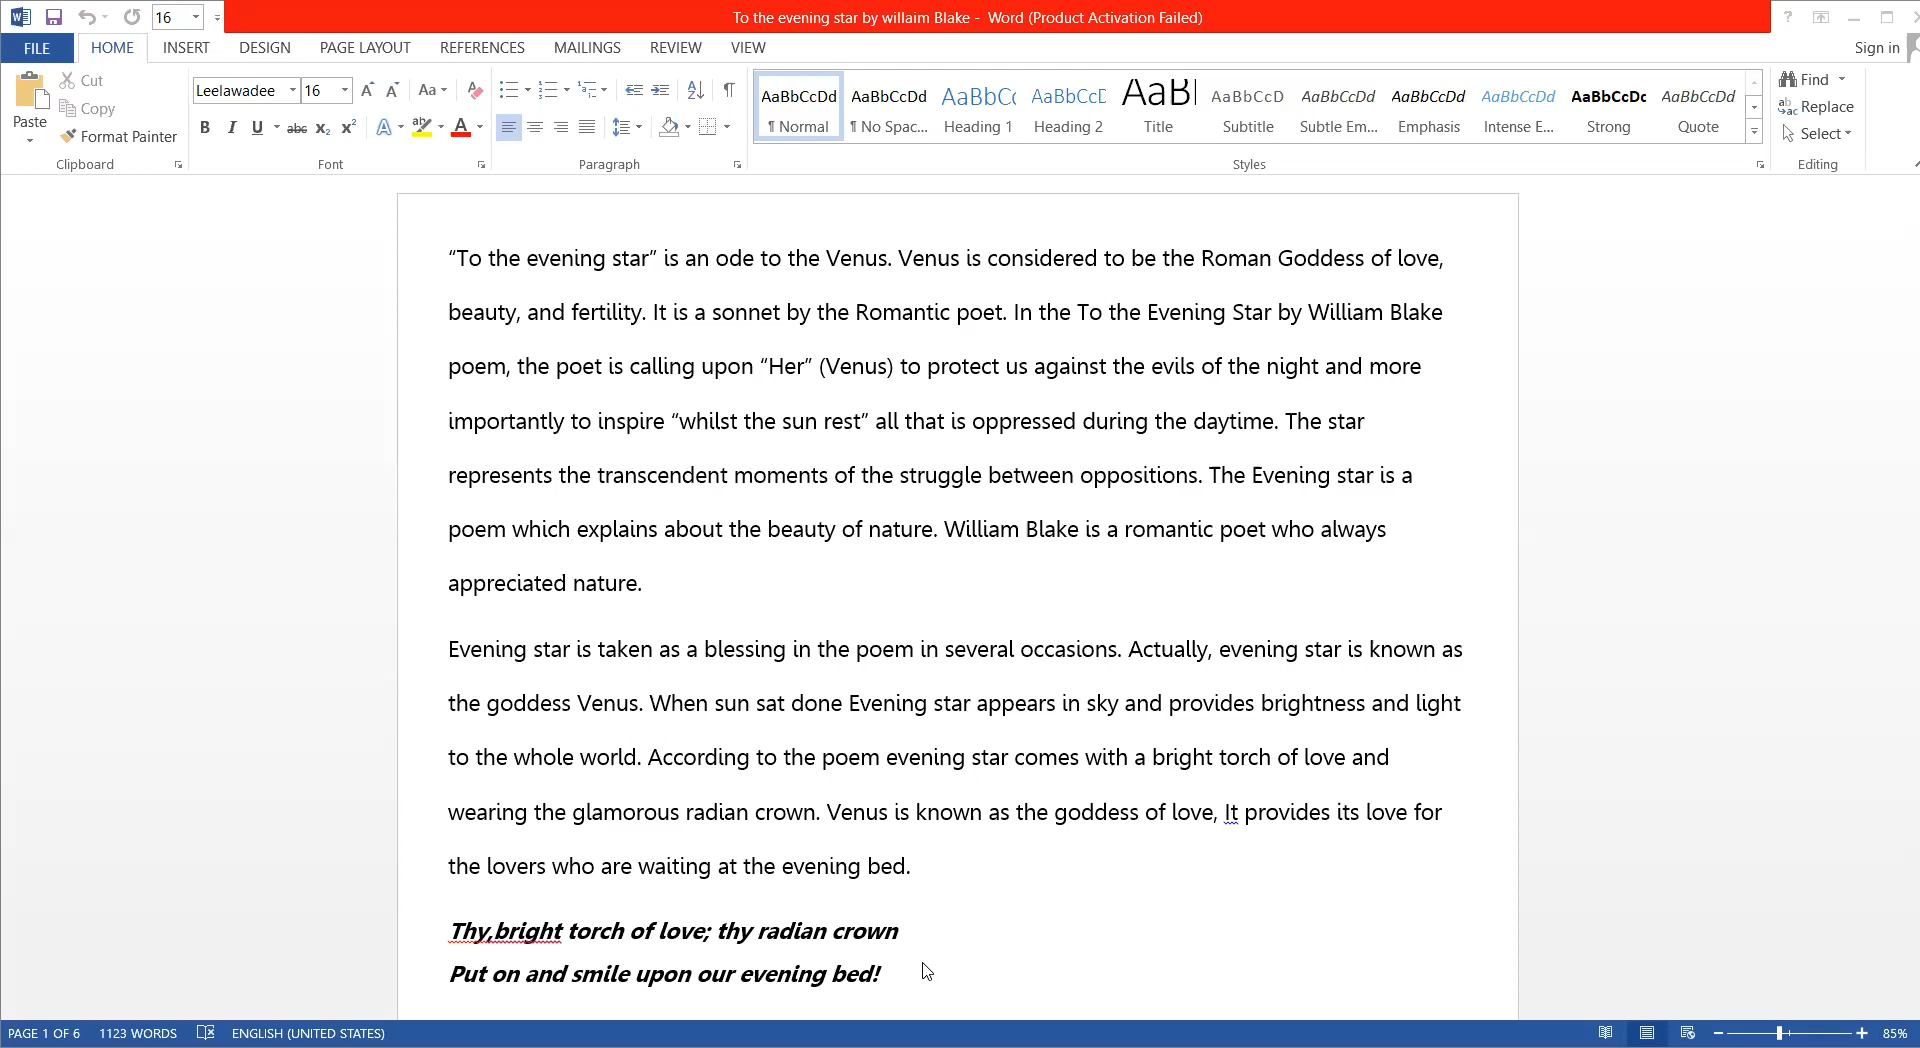 16
To the evening star by willaim Blake - Word (Product Activation Failed)
?
FILE HOME INSERT DESIGN PAGE LAYOUT REFERENCES MAILINGS REVIEW VIEW
Sign in
Paste
Cut
Copy
Format Painter
Clipboard
Leelawadee 16
Font
Paragraph
AaBbCcDd AaBbCcDd AaBbCc AaBbCcD AaBl AaBbCcD AaBbCcDd AaBbCcDd AaBbCcDd AaBbCcDc AaBbCcDd
¶ Normal ¶ No Spac... Heading 1 Heading 2 Title Subtitle Subtle Em... Emphasis Intense E... Strong Quote
Styles
Find
Replace
Select
Editing
“To the evening star” is an ode to the Venus. Venus is considered to be the Roman Goddess of love,
beauty, and fertility. It is a sonnet by the Romantic poet. In the To the Evening Star by William Blake
poem, the poet is calling upon “Her” (Venus) to protect us against the evils of the night and more
importantly to inspire “whilst the sun rest” all that is oppressed during the daytime. The star
represents the transcendent moments of the struggle between oppositions. The Evening star is a
poem which explains about the beauty of nature. William Blake is a romantic poet who always
appreciated nature.
Evening star is taken as a blessing in the poem in several occasions. Actually, evening star is known as
the goddess Venus. When sun sat done Evening star appears in sky and provides brightness and light
to the whole world. According to the poem evening star comes with a bright torch of love and
wearing the glamorous radian crown. Venus is known as the goddess of love, It provides its love for
the lovers who are waiting at the evening bed.
Thy,bright torch of love; thy radian crown
Put on and smile upon our evening bed!
PAGE 1 OF 6 1123 WORDS ENGLISH (UNITED STATES) 85%